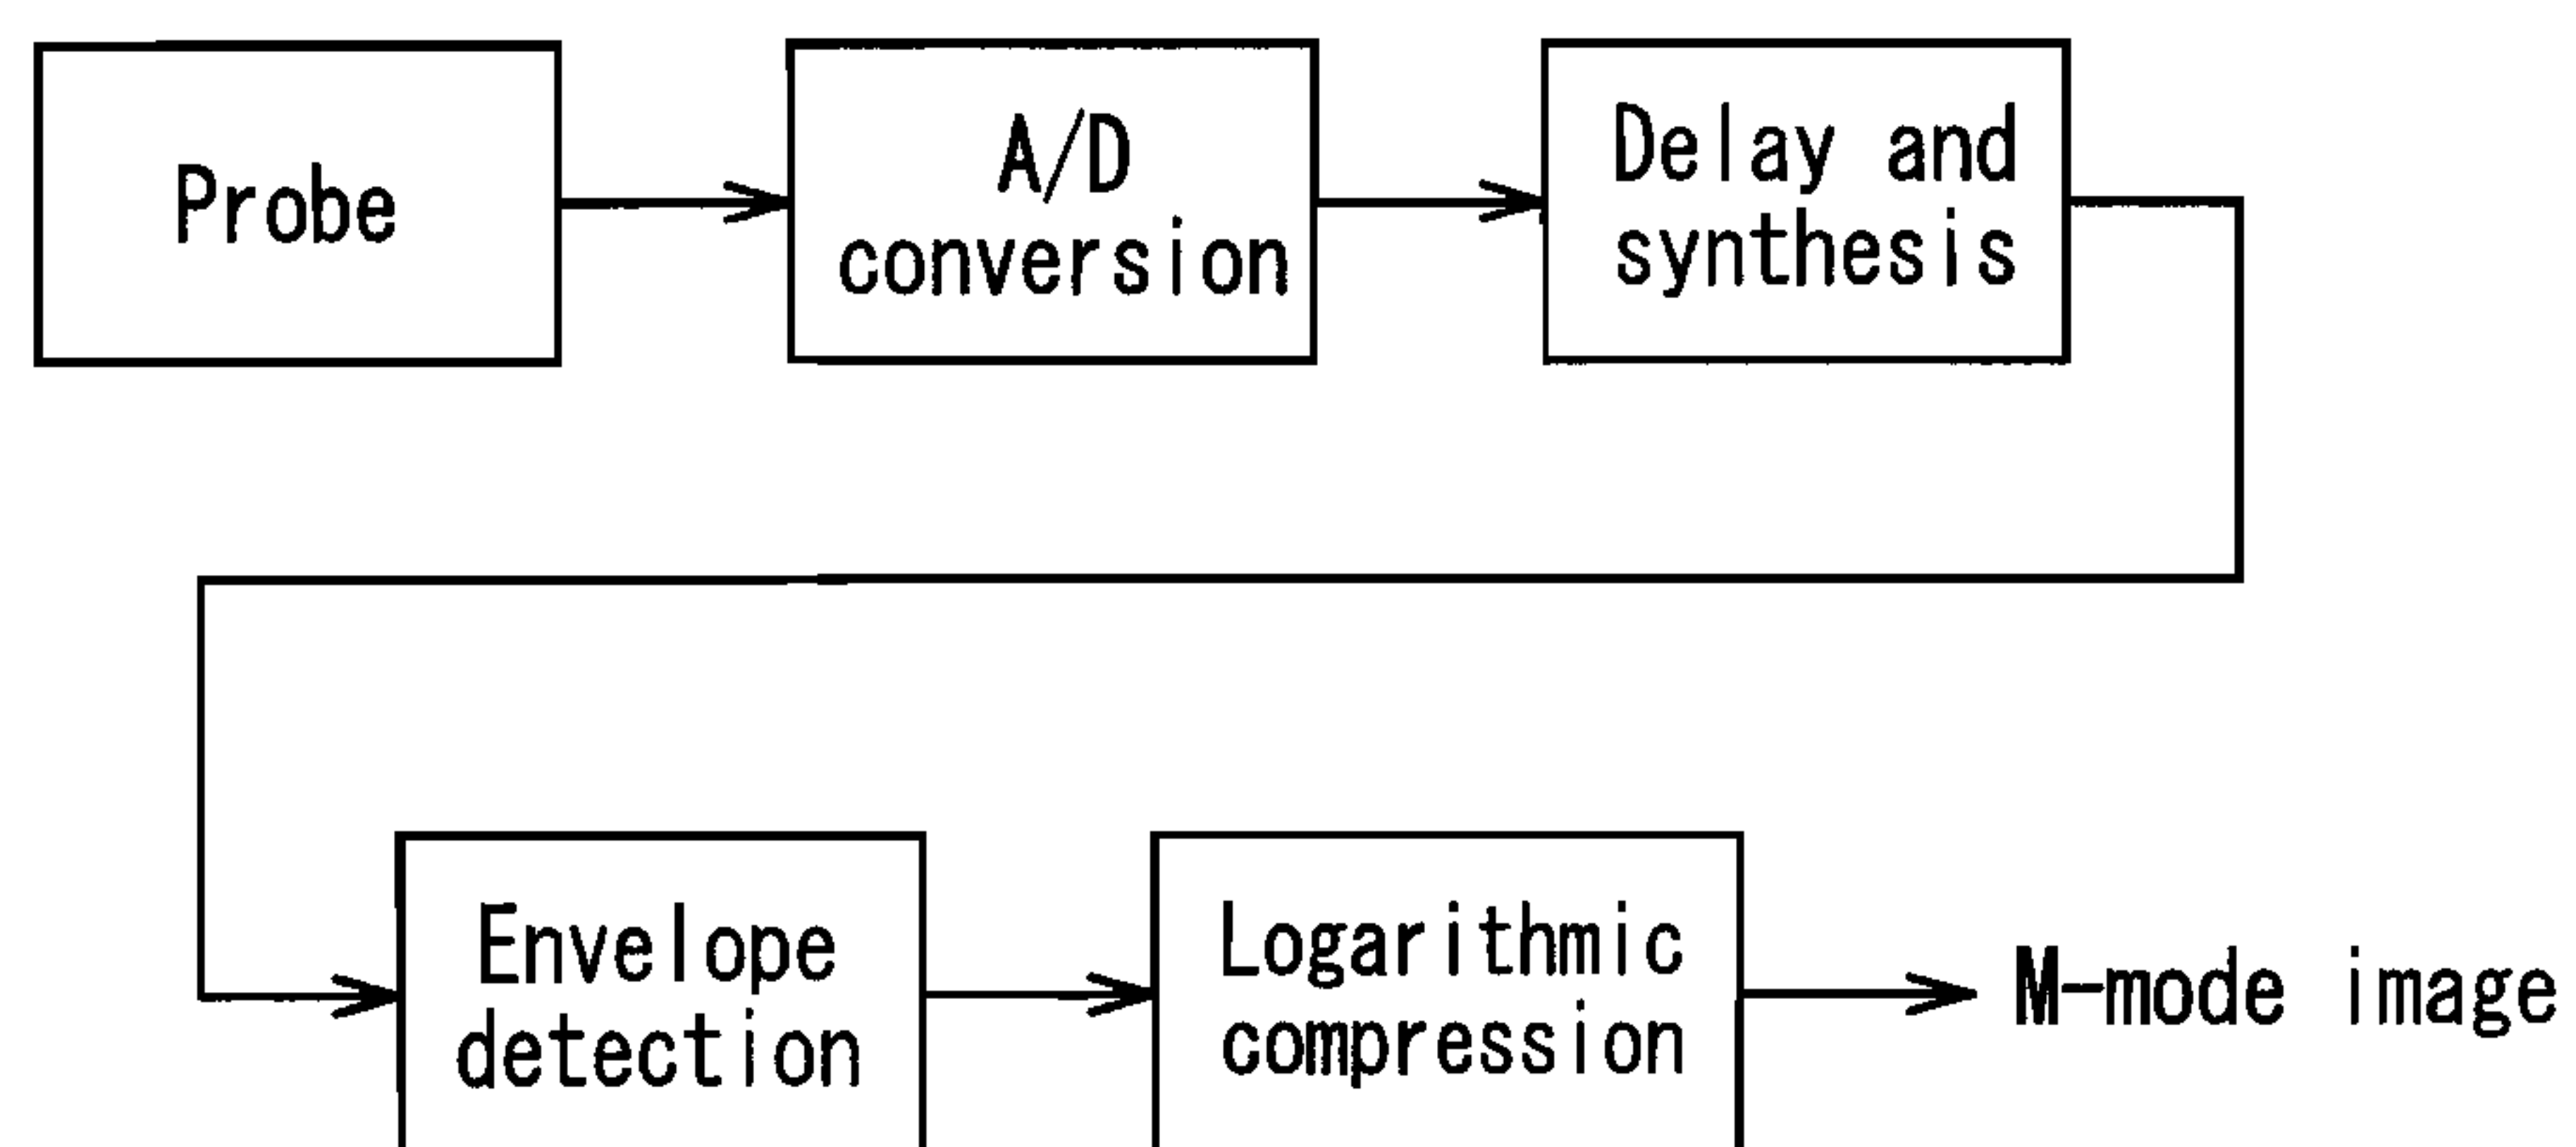 Probe
A/D
conversion
Delay and
synthesis
Envelope
detection
Logarithmic
compression
M-mode image